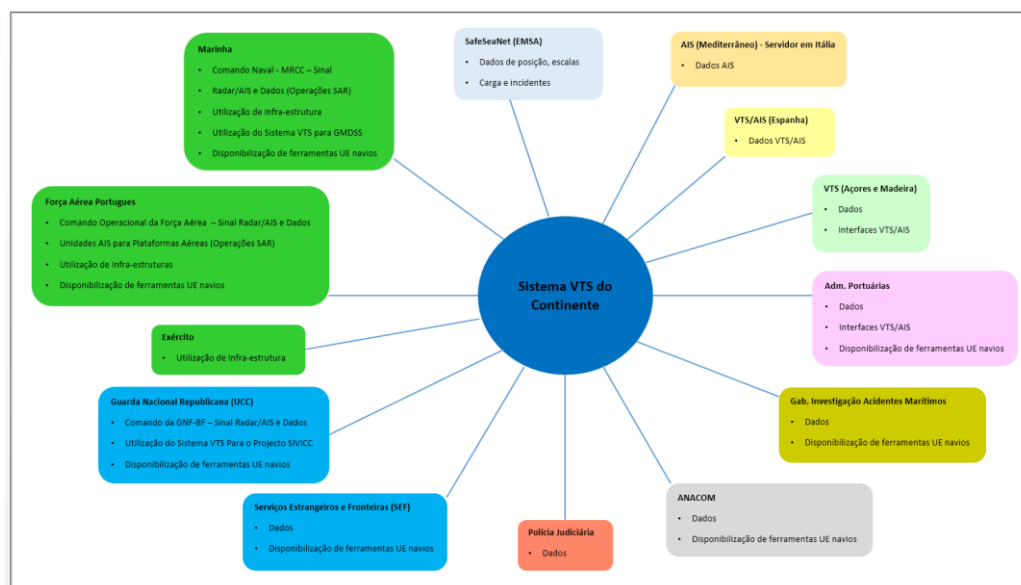 Marinha
• Comando Naval - MRCC – Sinal
• Radar/AIS e Dados (Operações SAR)
• Utilização de Infra-estrutura
• Utilização do Sistema VTS para GMDSS
• Disponibilização de ferramentas UE navios
SafeSeaNet (EMSA)
• Dados de posição, escalas
• Carga e incidentes
AIS (Mediterrâneo) - Servidor em Itália
• Dados AIS
VTS/AIS (Espanha)
• Dados VTS/AIS
Força Aérea Portugues
• Comando Operacional da Força Aérea – Sinal Radar/AIS e Dados
• Unidades AIS para Plataformas Aéreas (Operações SAR)
• Utilização de Infra-estruturas
• Disponibilização de ferramentas UE navios
VTS (Açores e Madeira)
• Dados
• Interfaces VTS/AIS
Sistema VTS do
Continente
Adm. Portuárias
• Dados
• Interfaces VTS/AIS
• Disponibilização de ferramentas UE navios
Exército
• Utilização de Infra-estrutura
Guarda Nacional Republicana (UCC)
• Comando da GNF-BF – Sinal Radar/AIS e Dados
• Utilização do Sistema VTS Para o Projecto SIVICC
• Disponibilização de ferramentas UE navios
Gab. Investigação Acidentes Marítimos
• Dados
• Disponibilização de ferramentas UE navios
Serviços Estrangeiros e Fronteiras (SEF)
• Dados
• Disponibilização de ferramentas UE navios
Polícia Judiciária
• Dados
ANACOM
• Dados
• Disponibilização de ferramentas UE navios